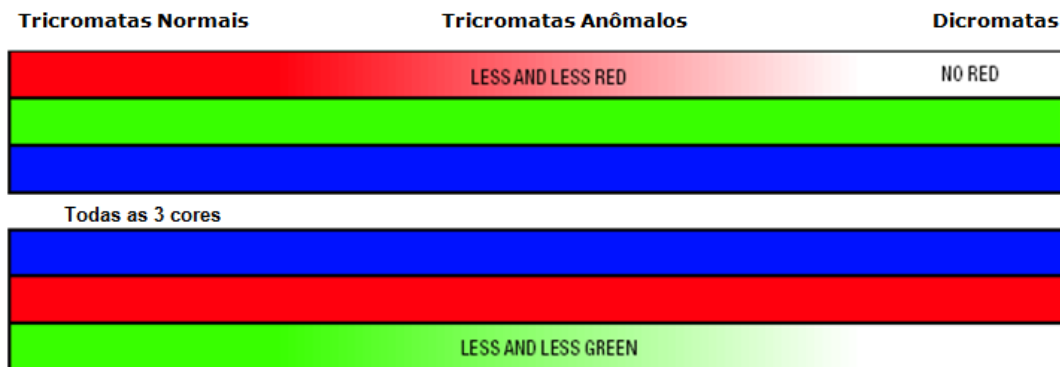 Tricromatas Normais Tricromatas Anômalos Dicromatas
LESS AND LESS RED NO RED
Todas as 3 cores
LESS AND LESS GREEN